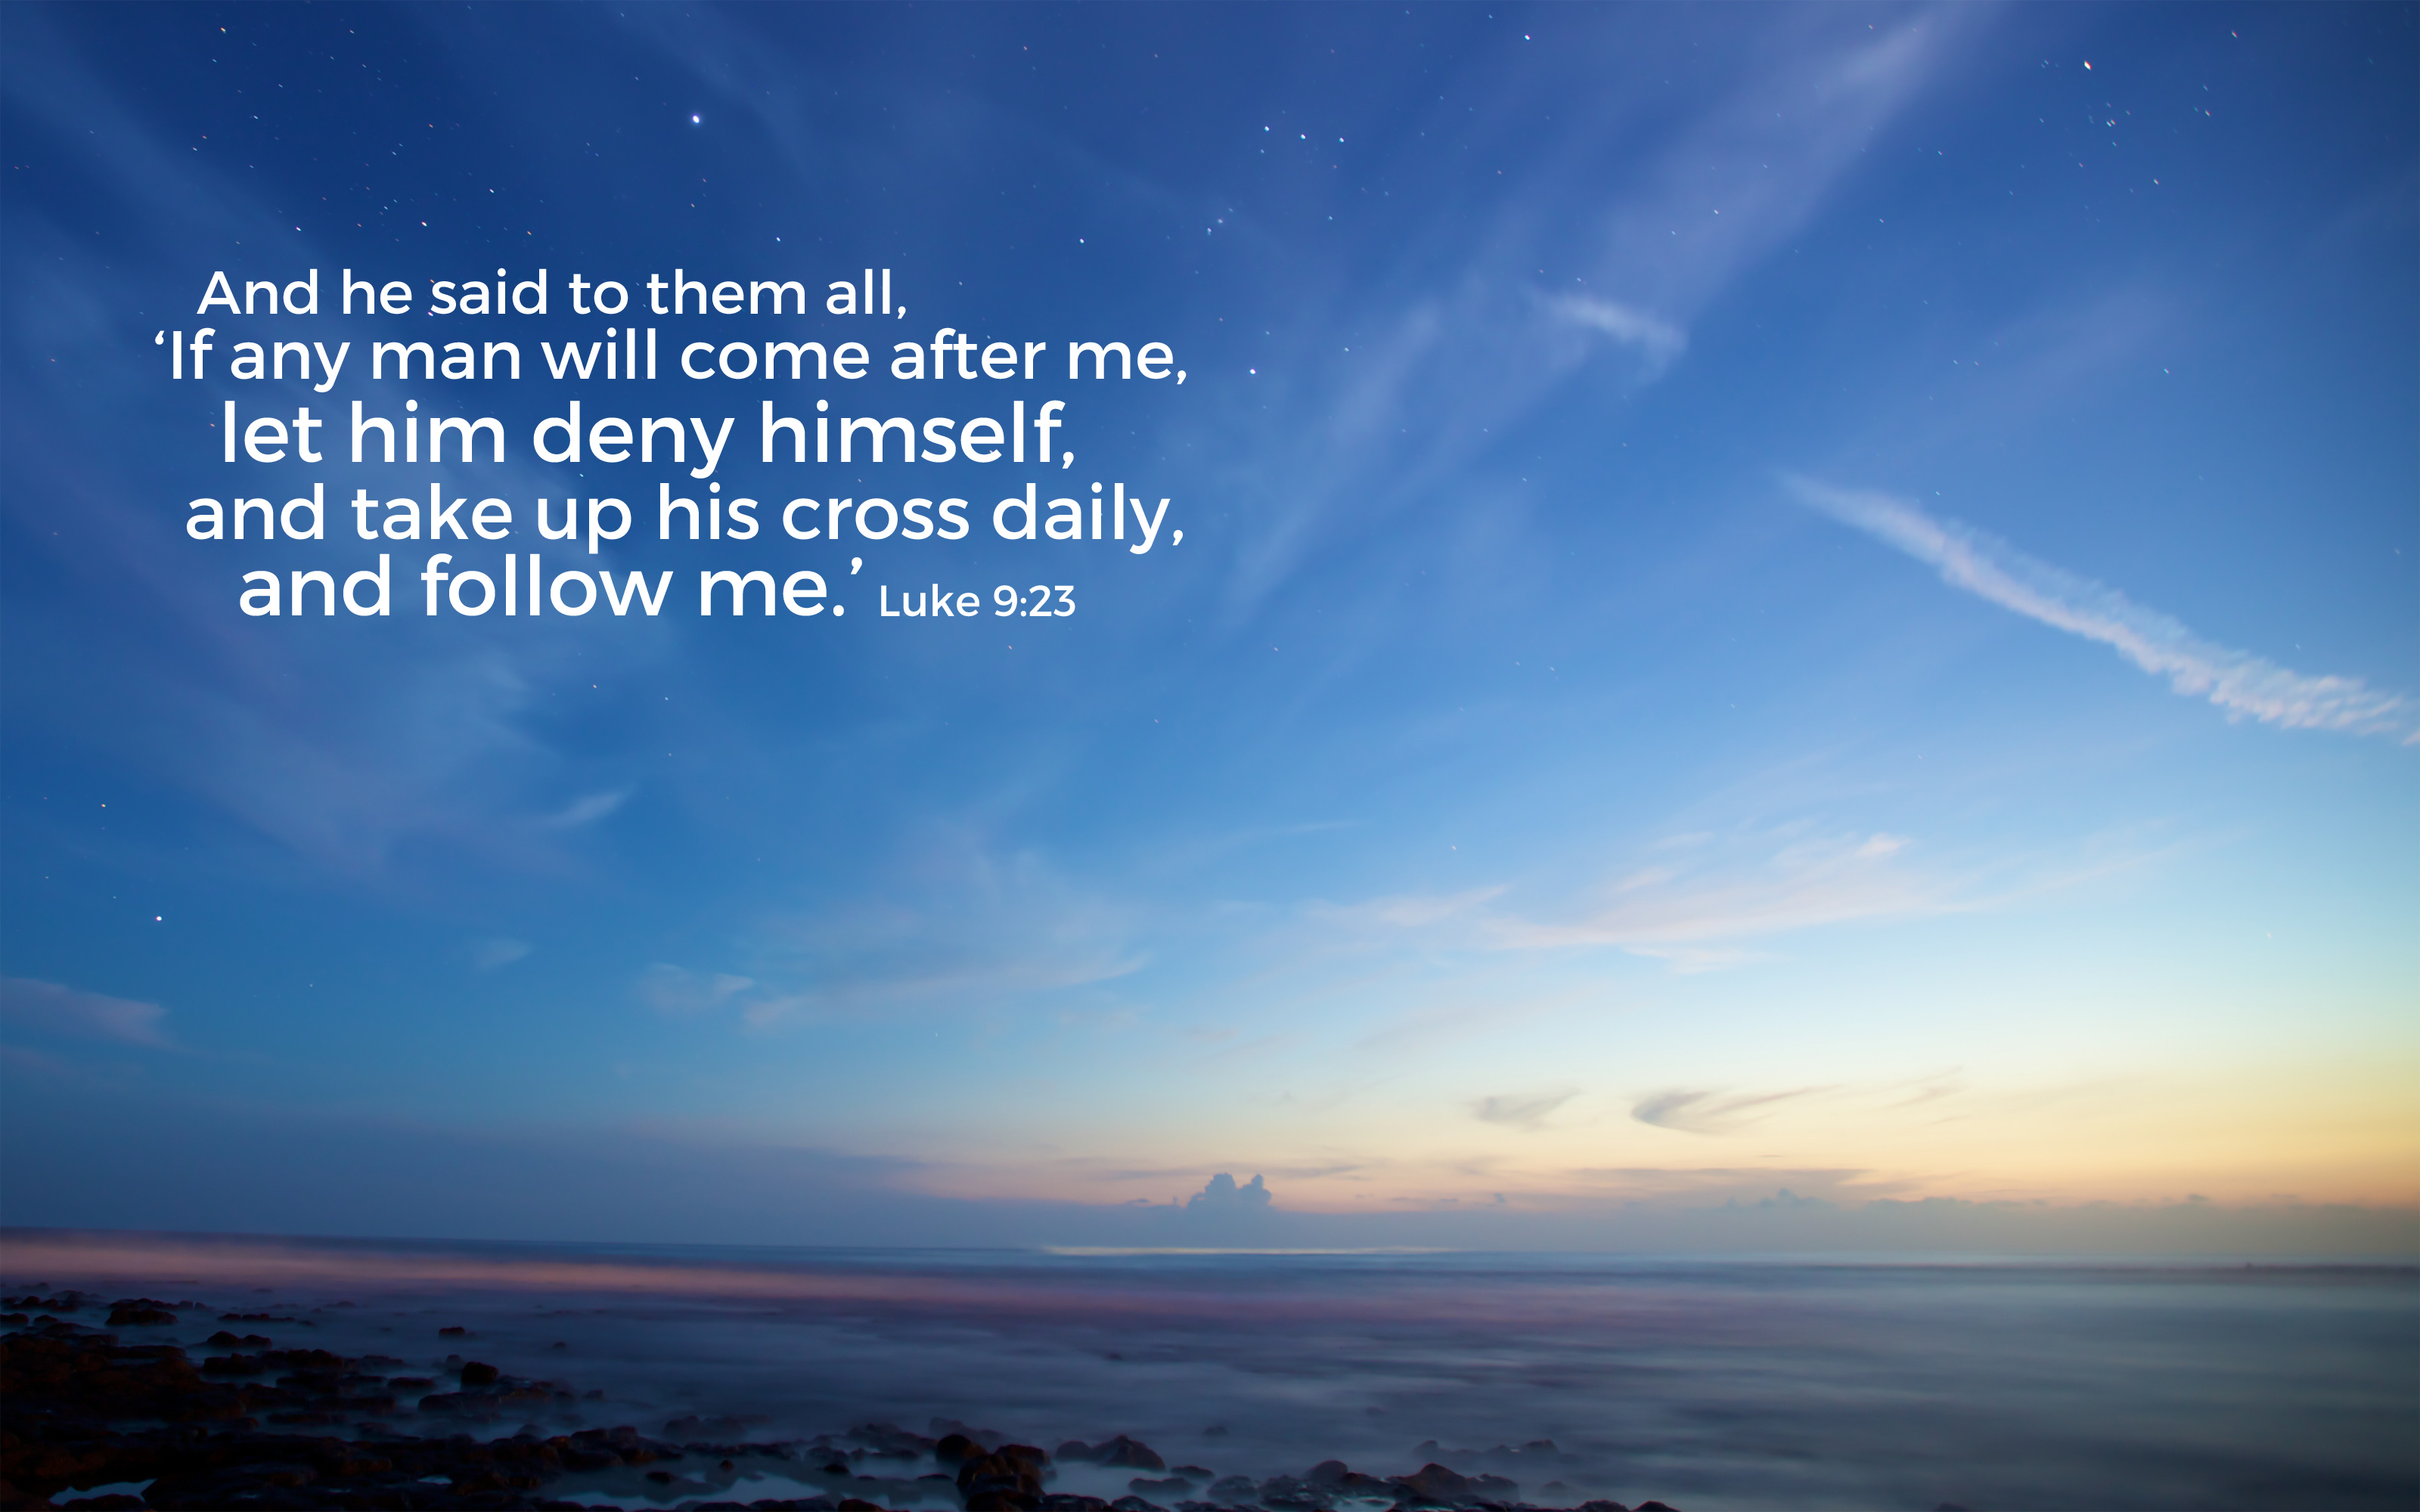 And he said to them all,
‘If any man will come after me,
let him deny himself,
and take up his cross daily,
and follow me.’ Luke 9:23